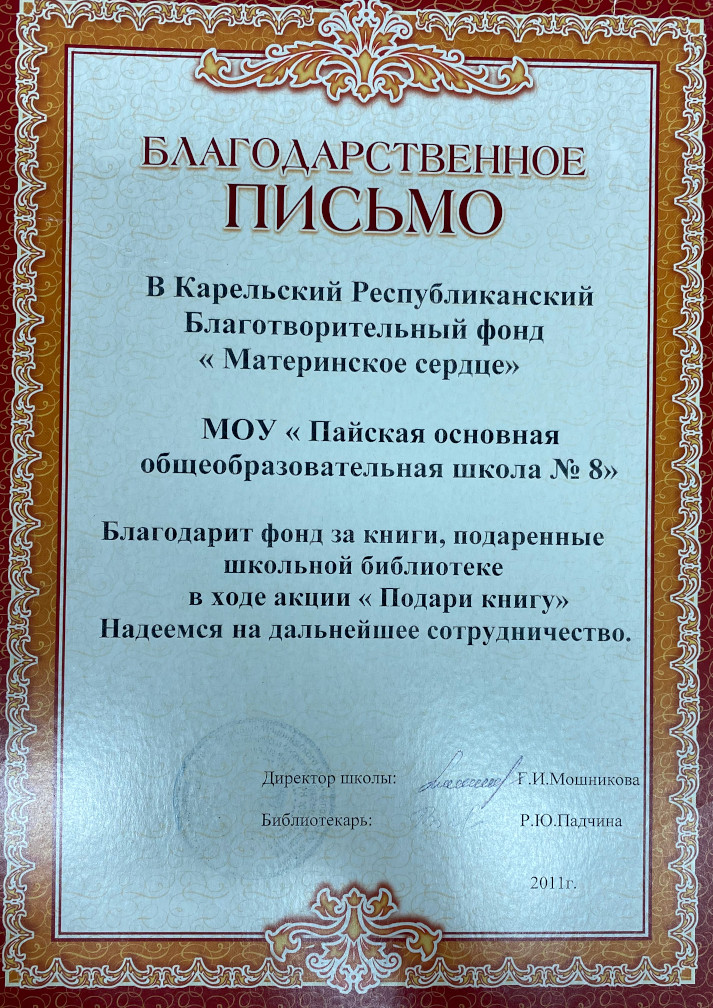 БЛАГОДАРСТВЕННОЕ
ПИСЬМО
В Карельский Республиканский
Благотворительный фонд
« Материнское сердце»
МОУ « Пайская основная
общеобразовательная школа № 8»
Благодарит фонд за книги, подаренные
школьной библиотеке
в ходе акции « Подари книгу»
Надеемся на дальнейшее сотрудничество.
Директор школы: Г.И.Мошникова
Библиотекарь: Р.Ю.Падчина
2011г.